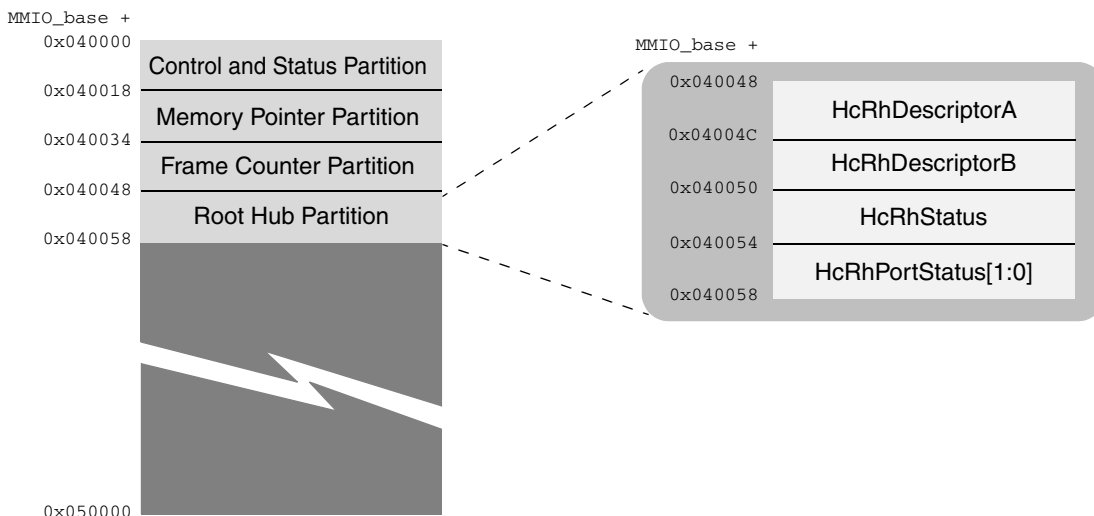 MMIO_base +
0x040000
Control and Status Partition
0x040018
Memory Pointer Partition
0x040034
Frame Counter Partition
0x040048
Root Hub Partition
0x040058
0x050000
MMIO_base +
0x040048
HcRhDescriptorA
0x04004C
HcRhDescriptorB
0x040050
HcRhStatus
0x040054
HcRhPortStatus[1:0]
0x040058